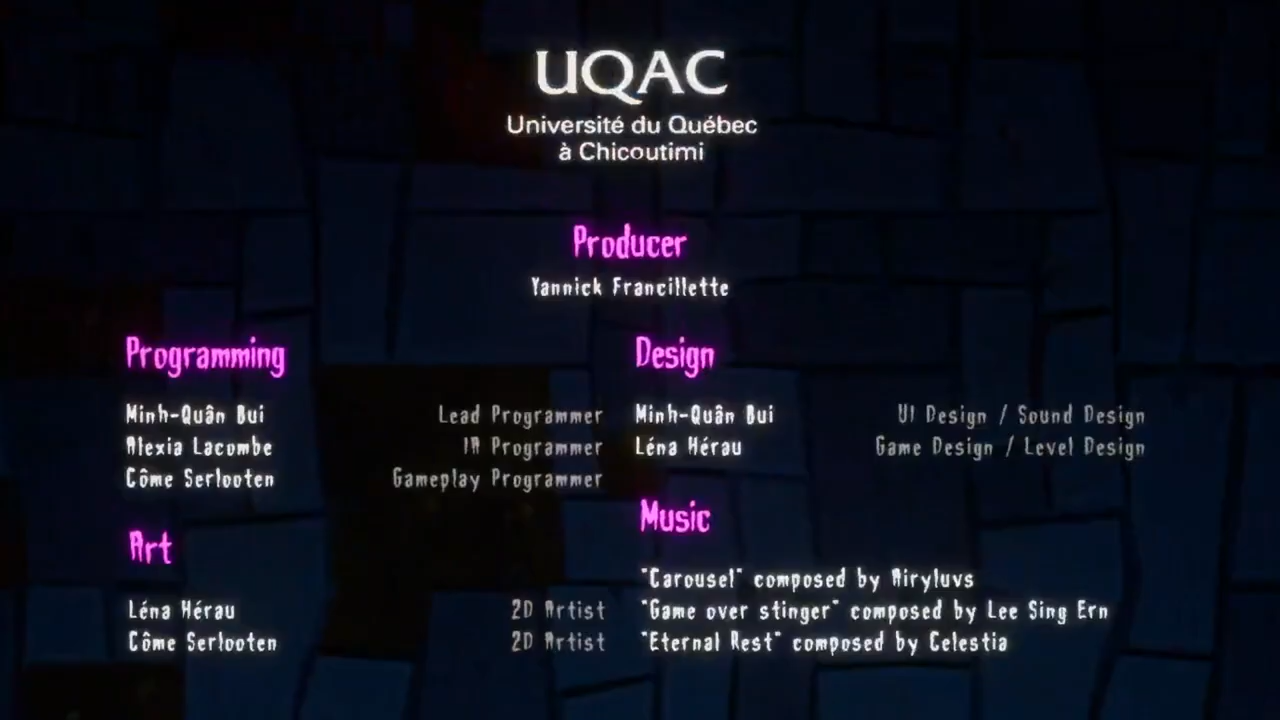 UQAC
Université du Québec
à Chicoutimi
Producer
Yannick Francillette
Programming
Minh-Quân Bui Lead Programmer
Alexia Lacombe IA Programmer
Côme Serlooten Gameplay Programmer
Art
Léna Hérau 2D Artist
Côme Serlooten 2D Artist
Design
Minh-Quân Bui UI Design / Sound Design
Léna Hérau Game Design / Level Design
Music
"Carousel" composed by Airyluvs
"Game over stinger" composed by Lee Sing Ern
"Eternal Rest" composed by Celestia